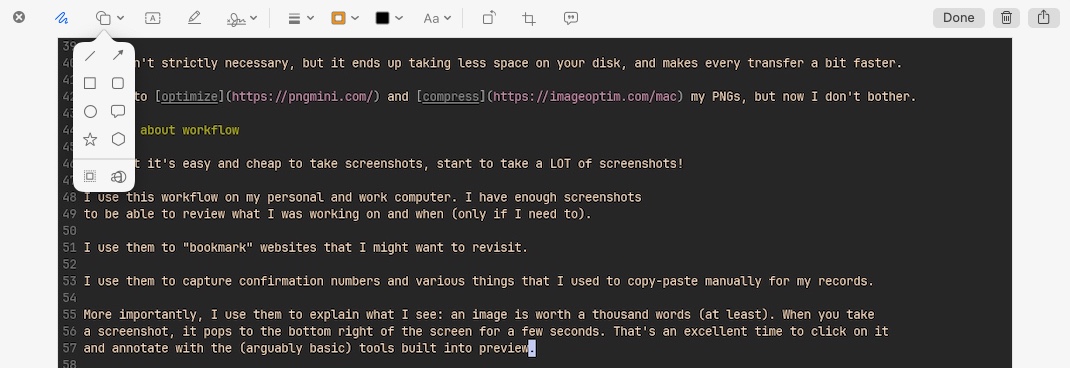 Aa
Done
39
40 n't strictly necessary, but it ends up taking less space on your disk, and makes every transfer a bit faster.
4
42 to [optimize](https://pngmini.com/) and [compress](https://imageoptim.com/mac) my PNGs, but now I don't bother.
43
44 about workflow
4
46 t it's easy and cheap to take screenshots, start to take a LOT of screenshots!
47
48 I use this workflow on my personal and work computer. I have enough screenshots
49 to be able to review what I was working on and when (only if I need to).
50
51 I use them to "bookmark" websites that I might want to revisit.
52
53 I use them to capture confirmation numbers and various things that I used to copy-paste manually for my records.
54
55 More importantly, I use them to explain what I see: an image is worth a thousand words (at least). When you take
56 a screenshot, it pops to the bottom right of the screen for a few seconds. That's an excellent time to click on it
57 and annotate with the (arguably basic) tools built into preview.
58